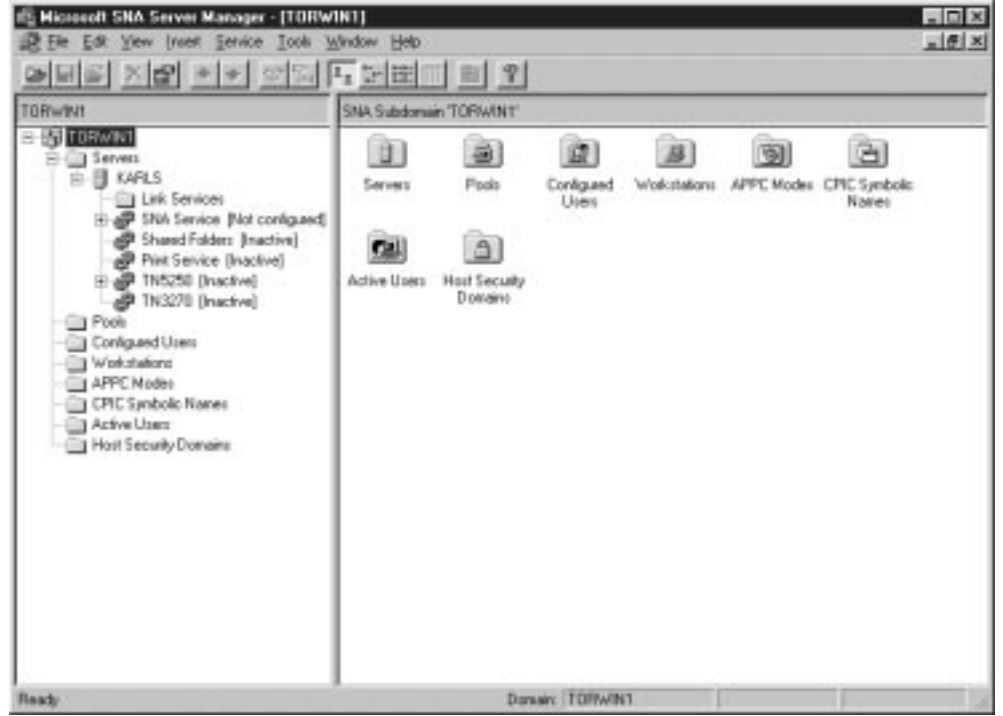 Microsoft SNA Server Manager - [TORWIN1]
File Edit View Insert Service Tools Window Help
TORWIN1
SNA Subdomain 'TORWIN1'
TORWIN1
Servers
KARLS
Link Services
SNA Service [Not configured]
Shared Folders [Inactive]
Print Service [Inactive]
TN5250 [Inactive]
TN3270 [Inactive]
Pools
Configured Users
Workstations
APPC Modes
CPIC Symbolic Names
Active Users
Host Security Domains
Servers
Pools
Configured Users
Workstations
APPC Modes
CPIC Symbolic Names
Active Users
Host Security Domains
Ready
Domain: TORWIN1